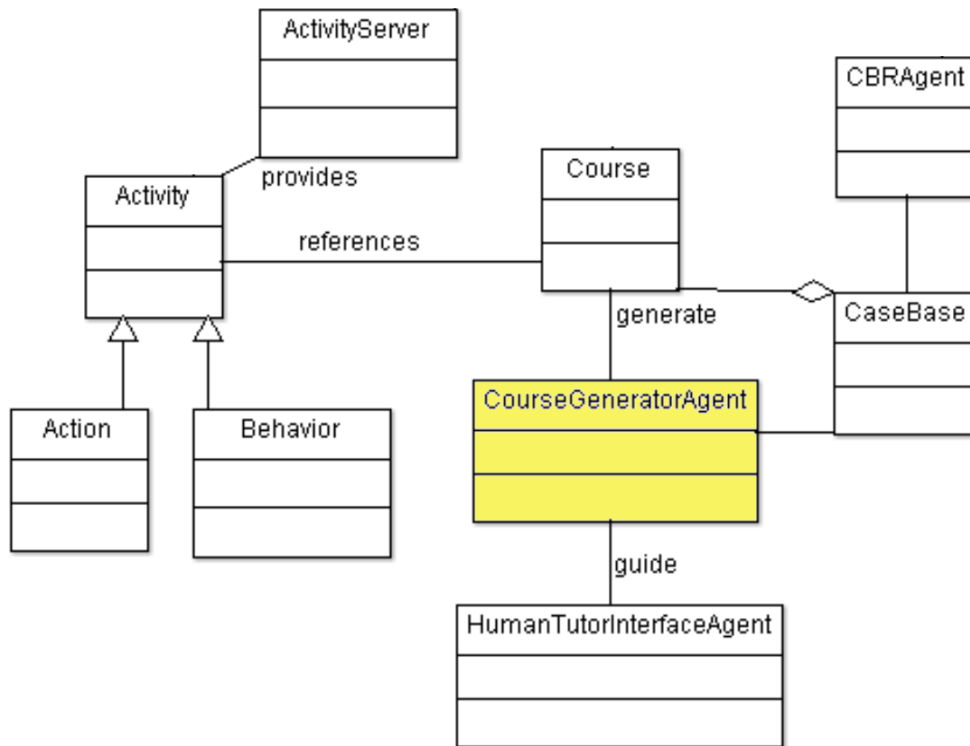 ActivityServer
CBRAgent
provides
Course
Activity
references
generate
CaseBase
CourseGeneratorAgent
Action
Behavior
guide
HumanTutorInterfaceAgent